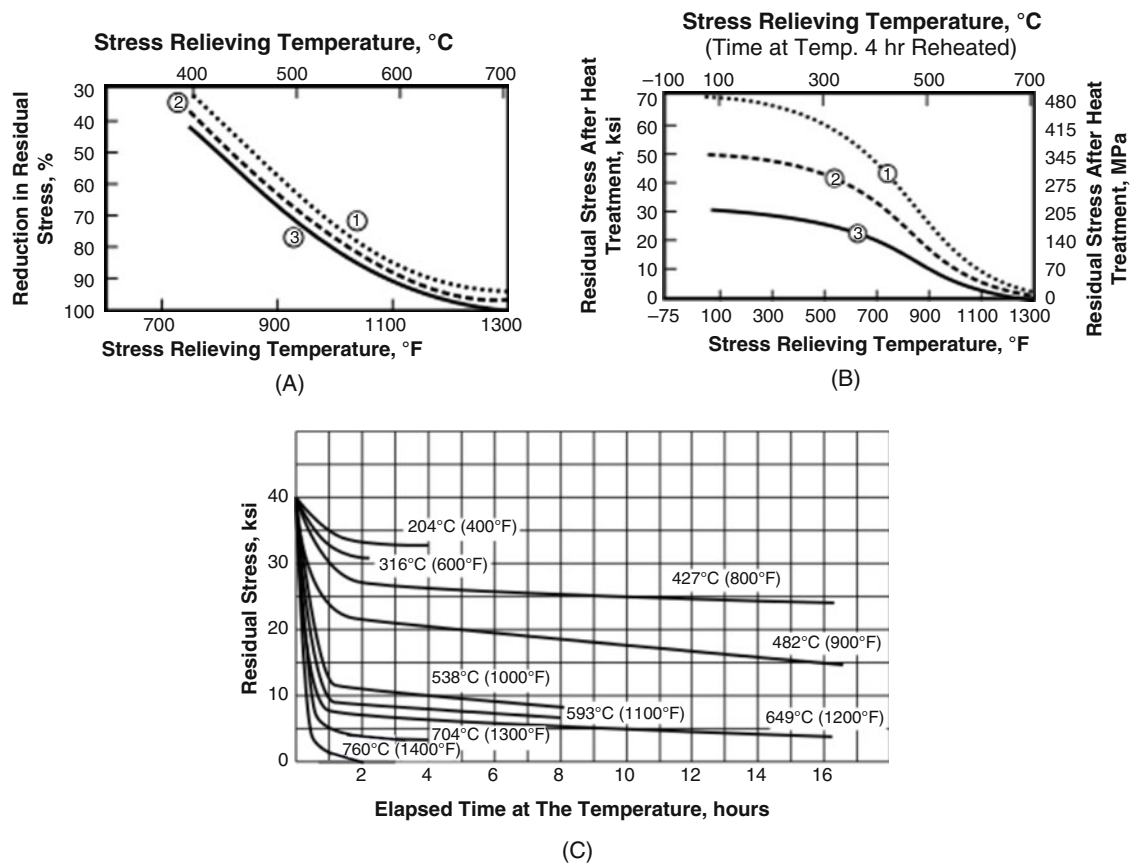 Stress Relieving Temperature, °C
400 500 600 700
30
40
50
60
70
80
90
100
Reduction in Residual
Stress, %
②
①
③
700 900 1100 1300
Stress Relieving Temperature, °F
(A)
Stress Relieving Temperature, °C
(Time at Temp. 4 hr Reheated)
–100 100 300 500 700
70
60
50
40
30
20
10
0
Residual Stress After Heat
Treatment, ksi
①
②
③
480
415
345
275
205
140
70
0
Residual Stress After Heat
Treatment, MPa
–75 100 300 500 700 900 1100 1300
Stress Relieving Temperature, °F
(B)
40
30
20
10
0
Residual Stress, ksi
204°C (400°F)
316°C (600°F)
427°C (800°F)
482°C (900°F)
538°C (1000°F)
593°C (1100°F)
649°C (1200°F)
704°C (1300°F)
760°C (1400°F)
2 4 6 8 10 12 14 16
Elapsed Time at The Temperature, hours
(C)